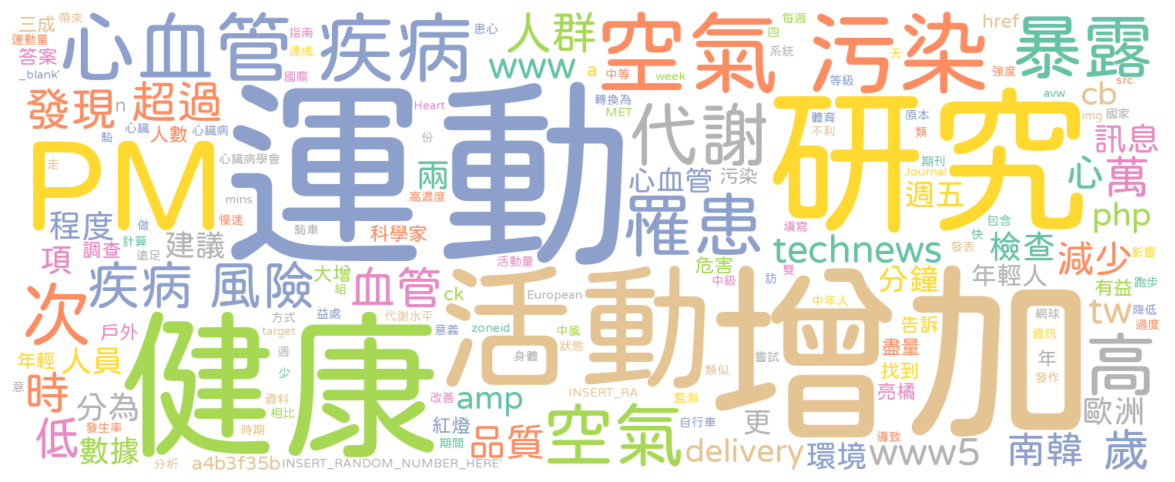 三成
帶來
運動量
答案
_blank'
心血管
指南
達成
國際
疾病
患心
人群
www
a
四
系統
每週
week
中等
空氣
污染
href
天
等級
強度
暴露
src
發現
n
超過
騎
心臟
人數
心臟病
Heart
份
轉換為
MET
代謝
體育
不利
原本
類
avw
cb
img
國家
訊息
PM
走
運動
心臟病學會
mins
慢速
騎車
科學家
兩
高濃度
心血管
污染
罹患
研究
期刊
Journal
週五
心
萬
程度
做
計算
遠足
調查
建議
項
活動量
危害
中級
訪
填寫
雙
technews
包含
快
發表
檢查
php
減少
影響
疾病
風險
大增
組
血管
ck
European
活動
增加
分鐘
年輕人
有益
跑步
次
戶外
方式
target
益處
代謝水平
意義
zoneid
中風
狀態
身體
類似
中年人
告訴
網球
資訊
tw
降低
過度
年輕
人員
週
少
健康
嘗試
盡量
找到
年
發作
高
意
時
分為
資料
相比
改善
amp
INSERT_RA
監測
亮橘
歐洲
低
發生率
數據
時期
紅燈
期間
品質
空氣
自行車
更
導致
分析
a4b3f35b
INSERT_RANDOM_NUMBER_HERE'
delivery
環境
www5
南韓
歲